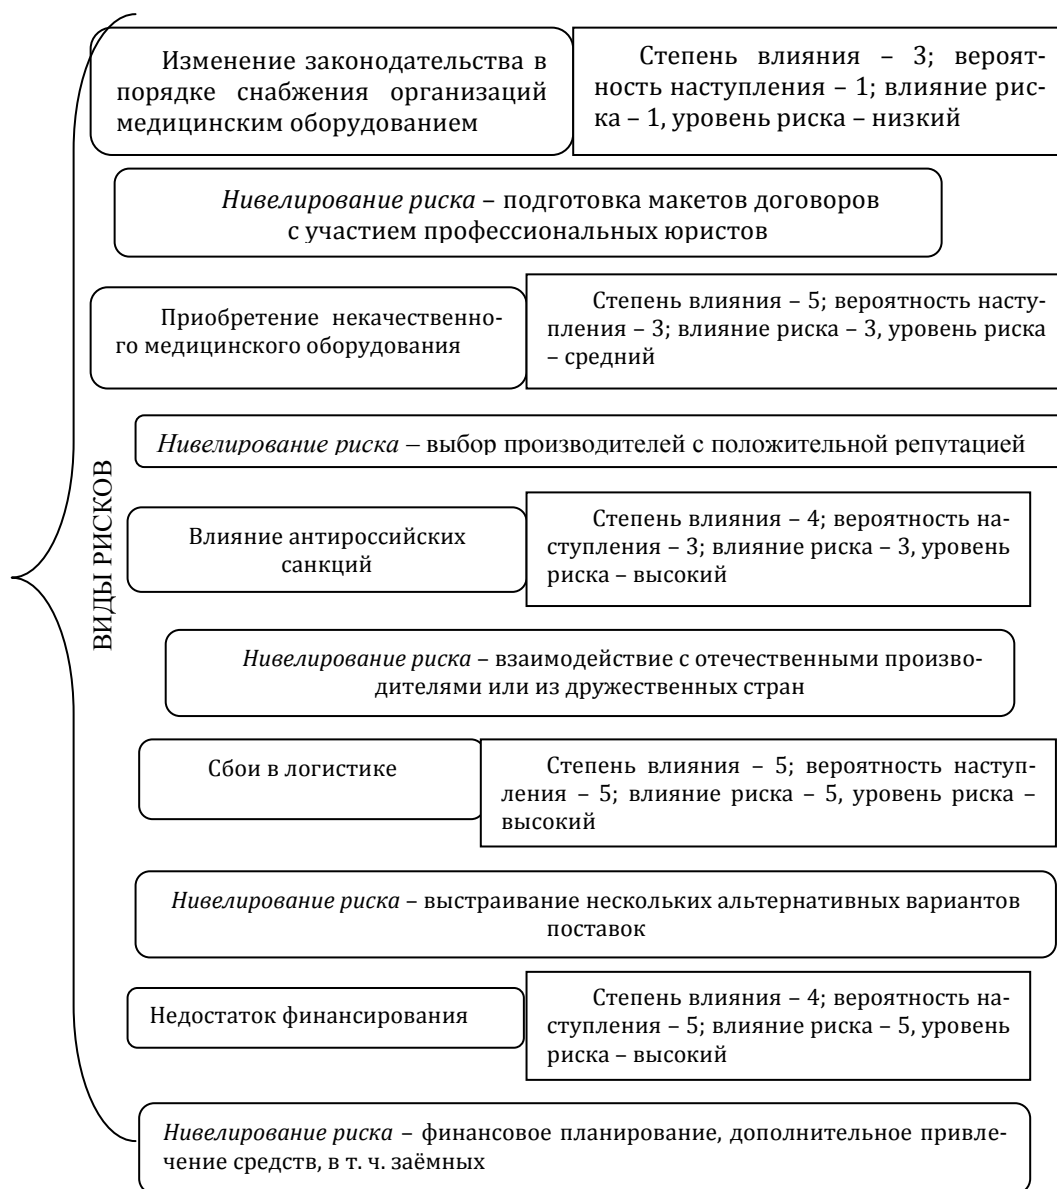 Изменение законодательства в
порядке снабжения организаций
медицинским оборудованием
Степень влияния – 3; вероят-
ность наступления – 1; влияние рис-
ка – 1, уровень риска – низкий
Нивелирование риска – подготовка макетов договоров
с участием профессиональных юристов
Приобретение некачественно-
го медицинского оборудования
Степень влияния – 5; вероятность насту-
пления – 3; влияние риска – 3, уровень риска
– средний
Нивелирование риска – выбор производителей с положительной репутацией
ВИДЫ РИСКОВ
Влияние антироссийских
санкций
Степень влияния – 4; вероятность на-
ступления – 3; влияние риска – 3, уровень
риска – высокий
Нивелирование риска – взаимодействие с отечественными произво-
дителями или из дружественных стран
Сбои в логистике
Степень влияния – 5; вероятность наступ-
ления – 5; влияние риска – 5, уровень риска –
высокий
Нивелирование риска – выстраивание нескольких альтернативных вариантов
поставок
Недостаток финансирования
Степень влияния – 4; вероятность на-
ступления – 5; влияние риска – 5, уровень
риска – высокий
Нивелирование риска – финансовое планирование, дополнительное привле-
чение средств, в т. ч. заёмных